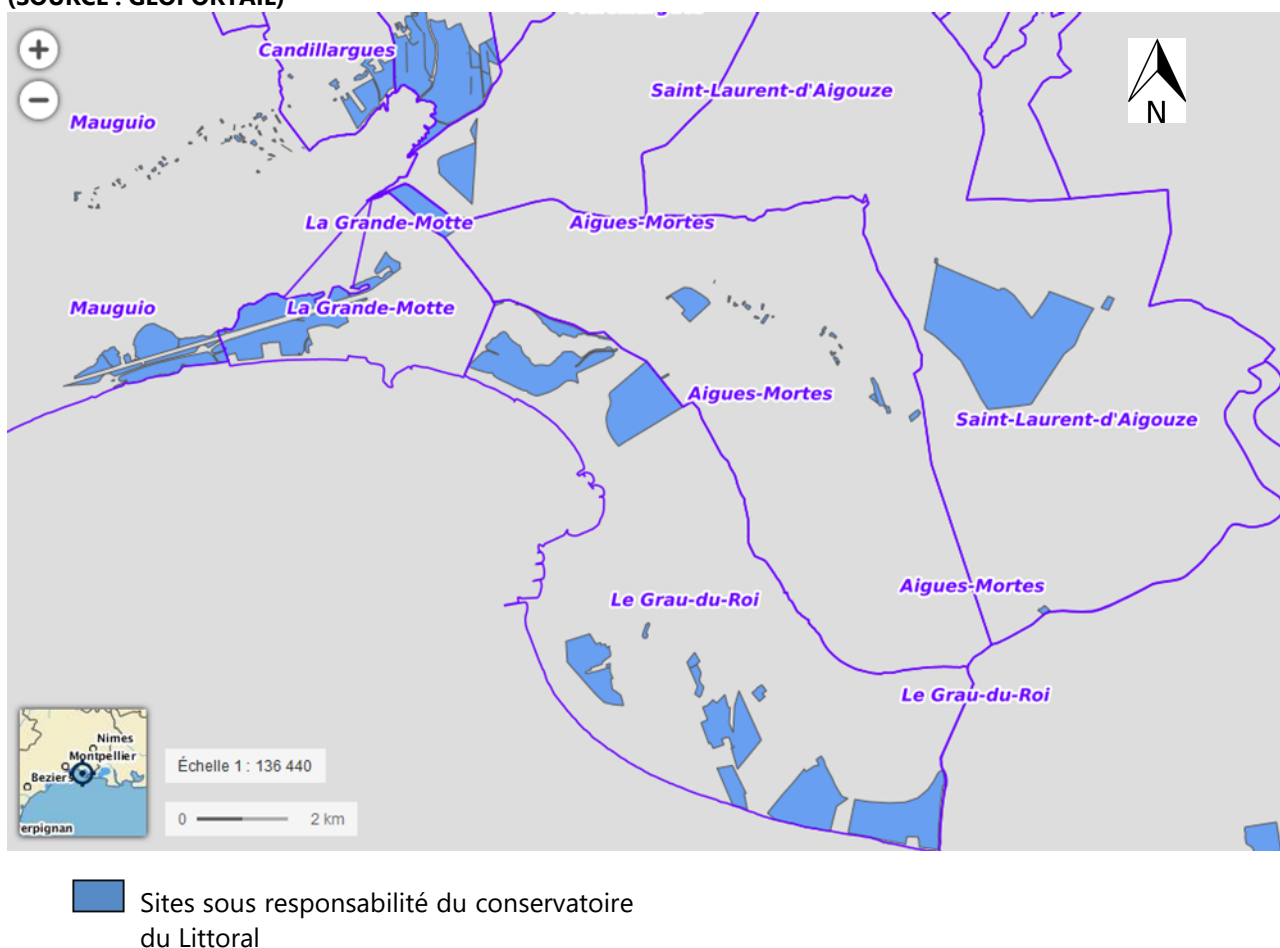 (SOURCE : GÉOPORTAIL)
Candillargues
Saint-Laurent-d'Aigouze
N
Mauguio
La Grande-Motte
Aigues-Mortes
Mauguio
La Grande-Motte
Aigues-Mortes
Saint-Laurent-d'Aigouze
Aigues-Mortes
Le Grau-du-Roi
Le Grau-du-Roi
Nimes
Montpellier
Beziers
erpignan
Échelle 1 : 136 440
0 2 km
Sites sous responsabilité du conservatoire
du Littoral